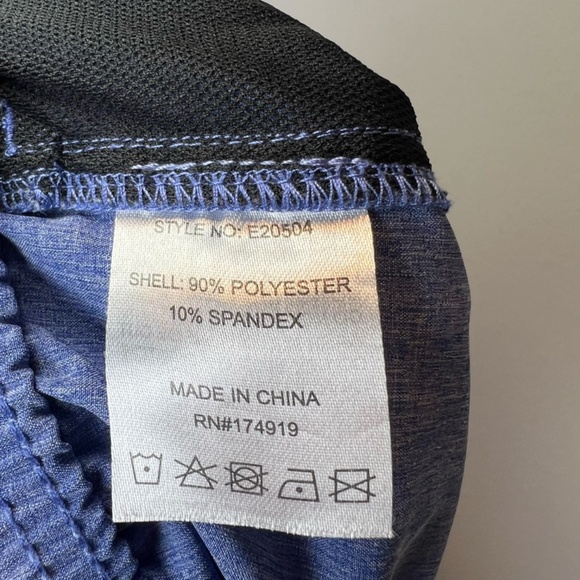 STYLE NO: E20504
SHELL: 90% POLYESTER
10% SPANDEX
MADE IN CHINA
RN#174919